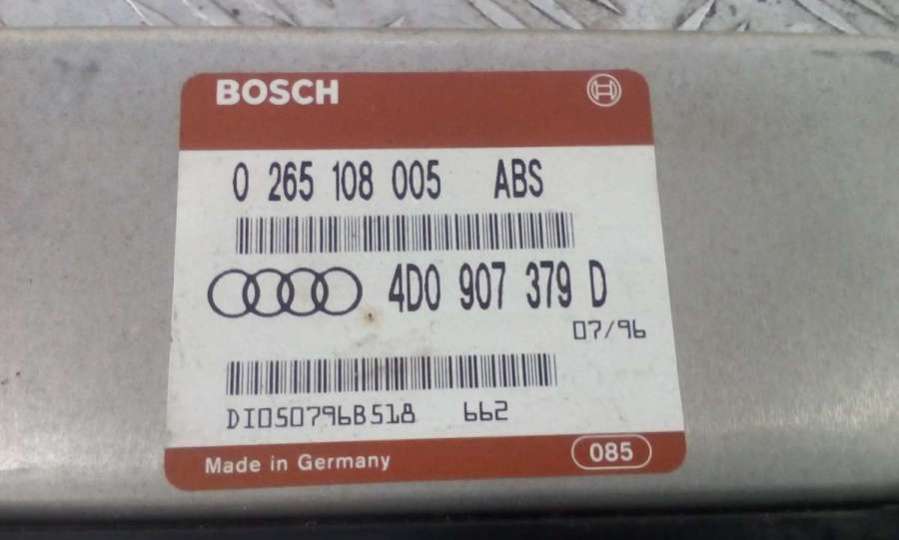 BOSCH
0 265 108 005 ABS
4D0 907 379 D
07/96
DI050796B518 662
Made in Germany 085